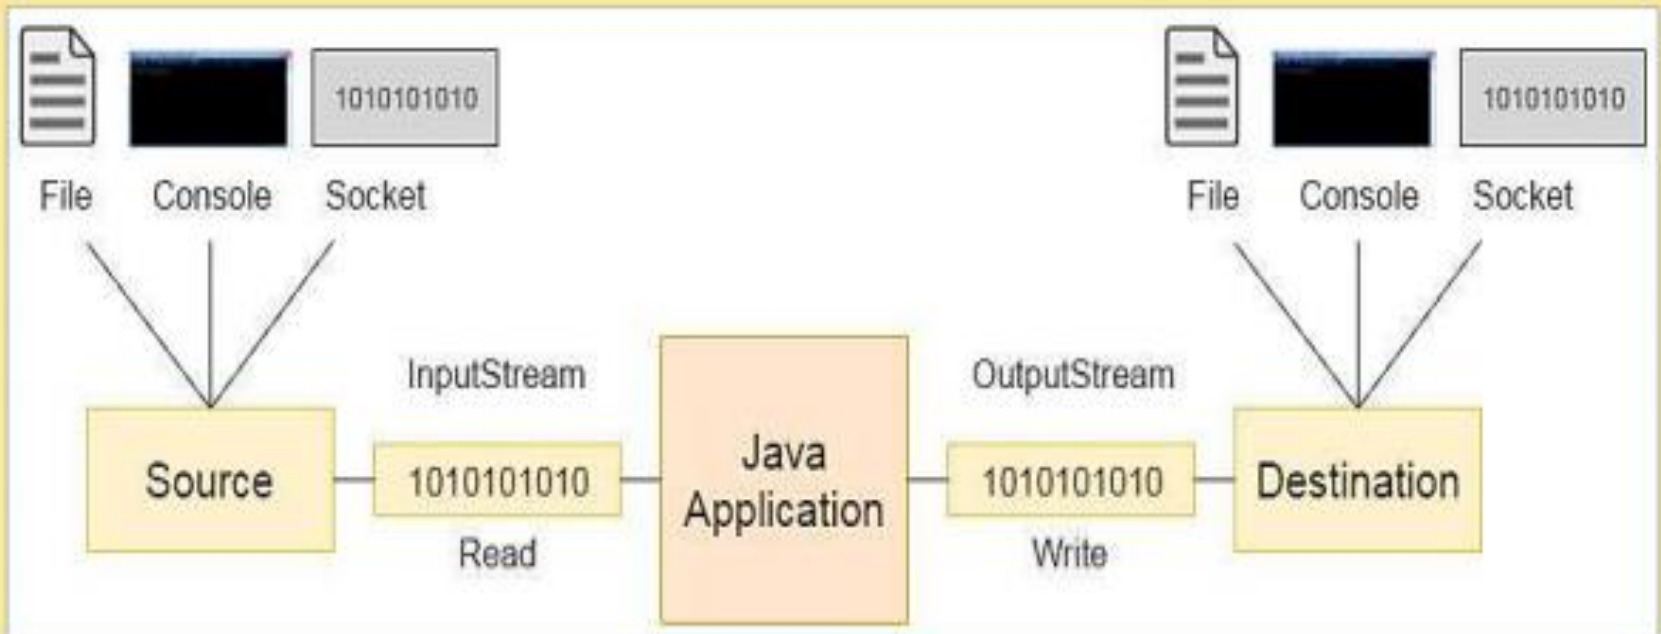 1010101010
1010101010
File Console Socket
File Console Socket
InputStream
OutputStream
Source
1010101010
Java
Application
1010101010
Destination
Read
Write